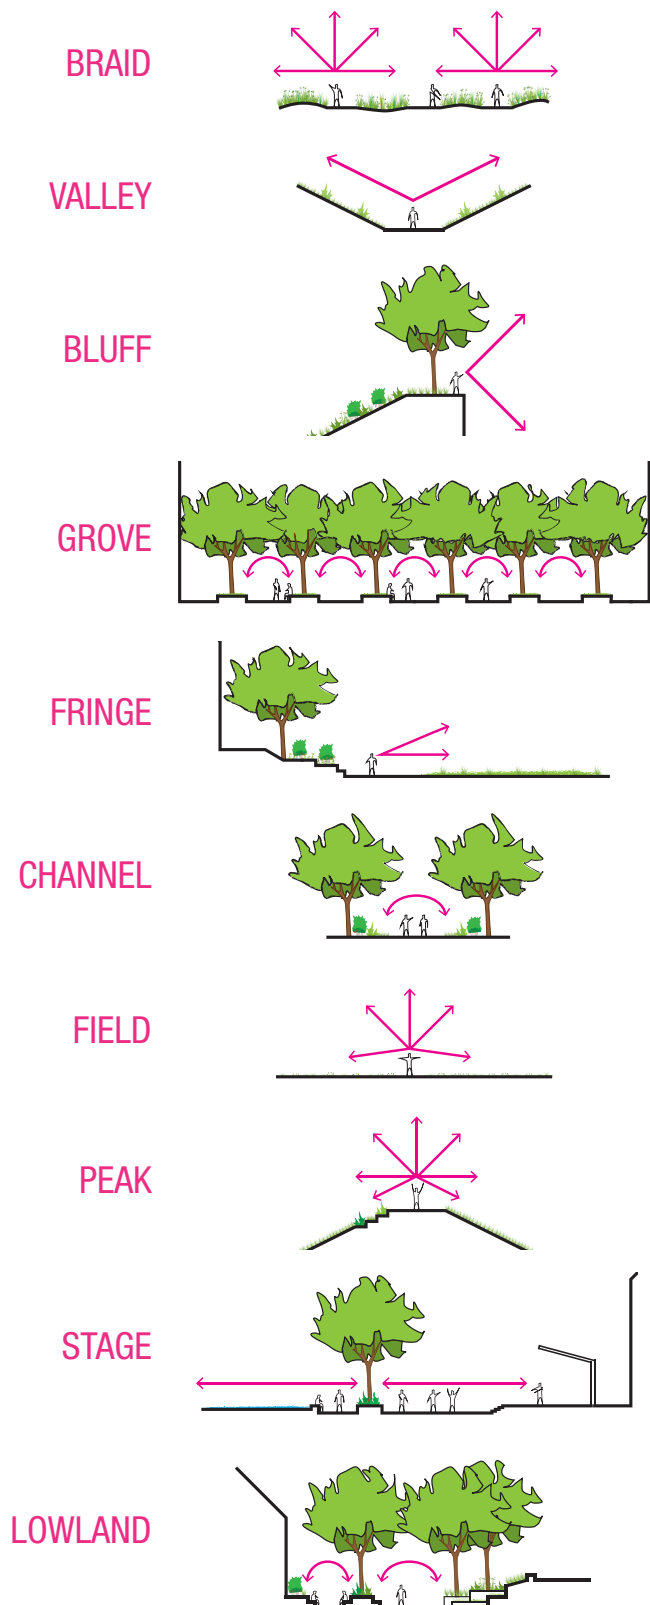 BRAID
VALLEY
BLUFF
GROVE
FRINGE
CHANNEL
FIELD
PEAK
STAGE
LOWLAND